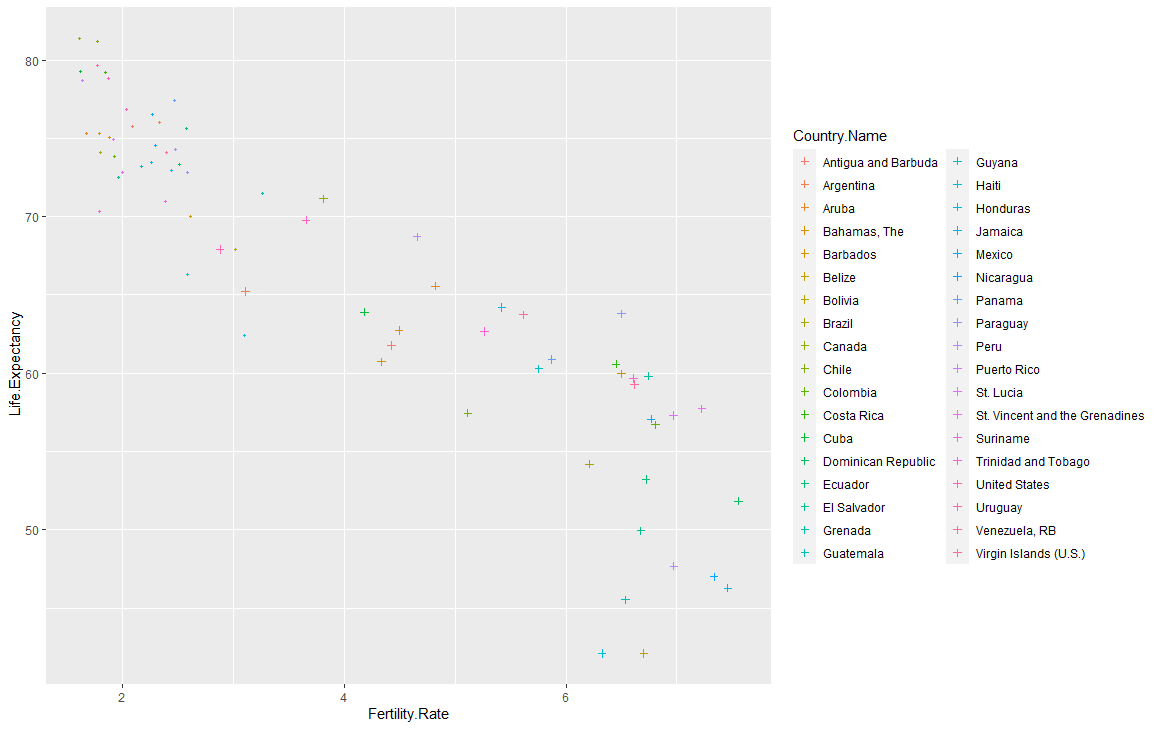 80
70
60
50
Life.Expectancy
2
4
6
Fertility.Rate
Country.Name
Antigua and Barbuda
Argentina
Aruba
Bahamas, The
Barbados
Belize
Bolivia
Brazil
Canada
Chile
Colombia
Costa Rica
Cuba
Dominican Republic
Ecuador
El Salvador
Grenada
Guatemala
Guyana
Haiti
Honduras
Jamaica
Mexico
Nicaragua
Panama
Paraguay
Peru
Puerto Rico
St. Lucia
St. Vincent and the Grenadines
Suriname
Trinidad and Tobago
United States
Uruguay
Venezuela, RB
Virgin Islands (U.S.)